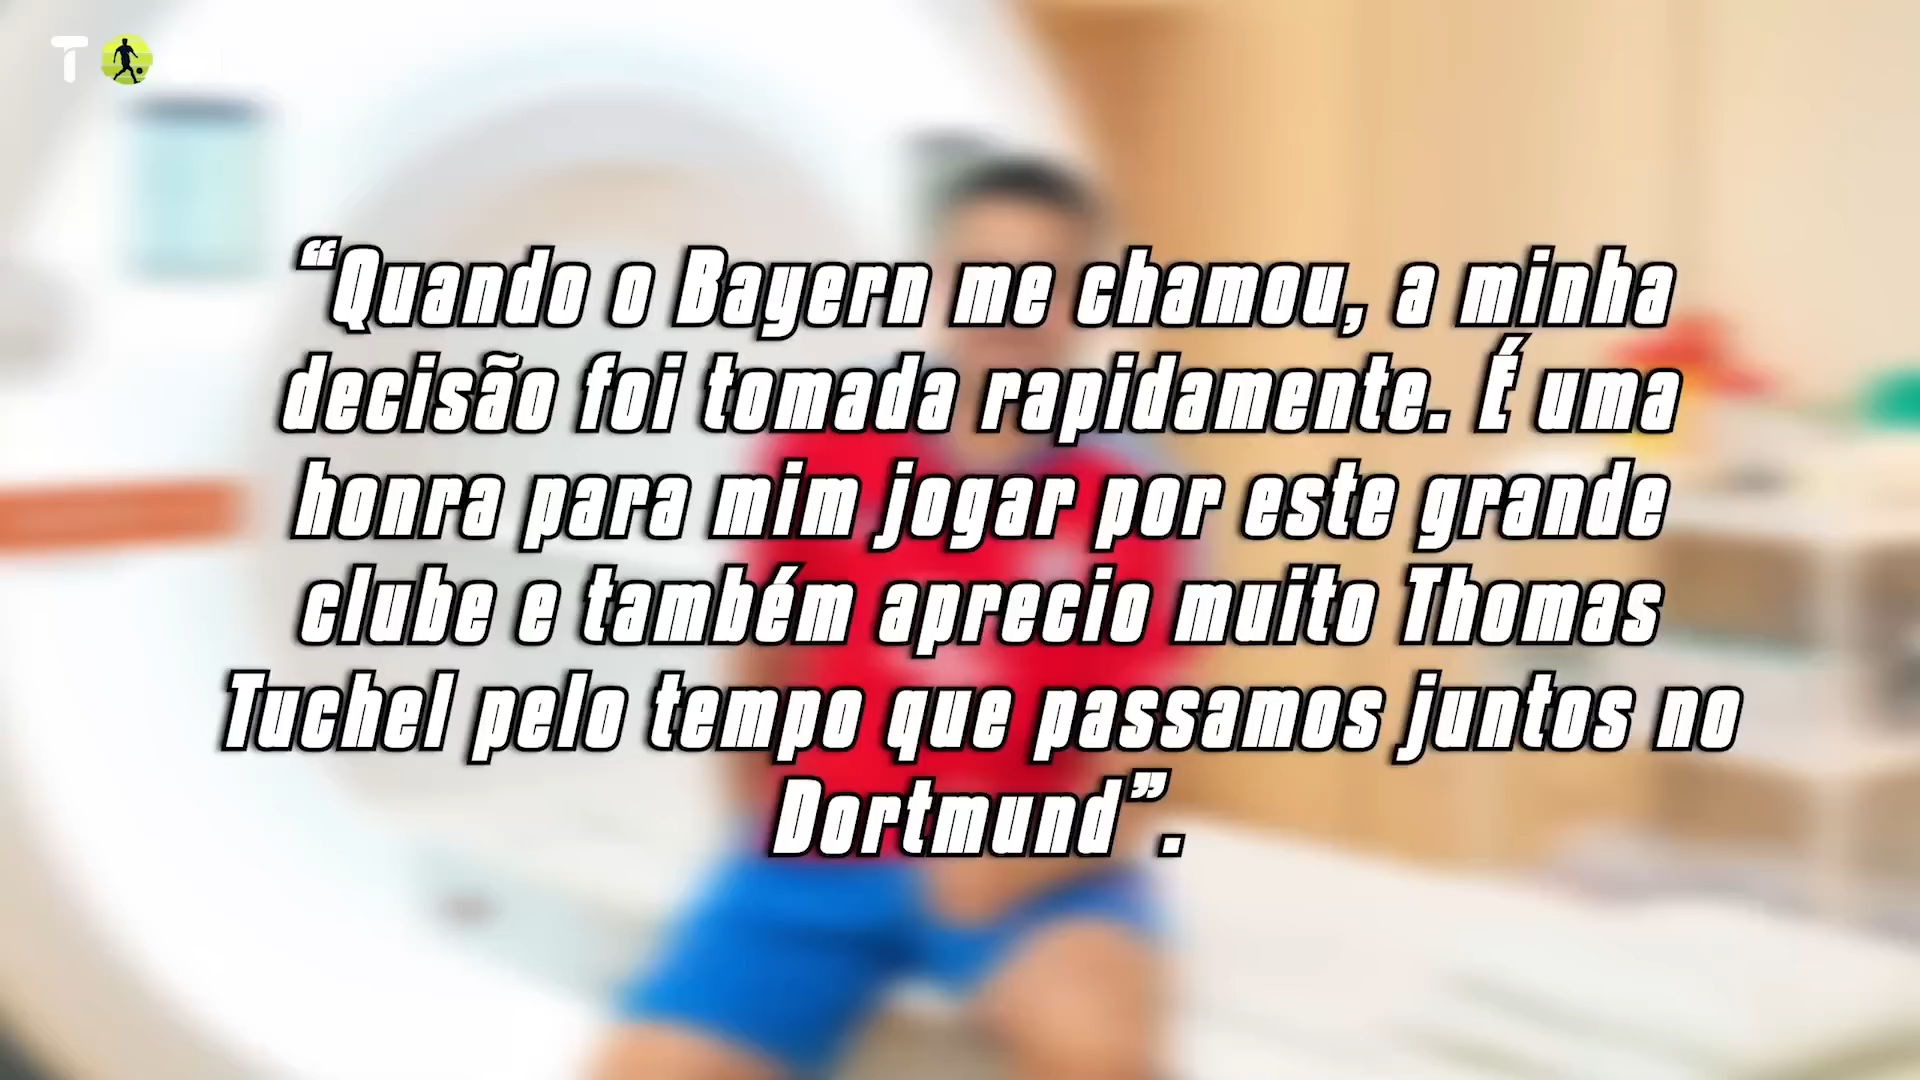 T
“Quando o Bayern me chamou, a minha
decisão foi tomada rapidamente. É uma
honra para mim jogar por este grande
clube e também aprecio muito Thomas
Tuchel pelo tempo que passamos juntos no
Dortmund”.